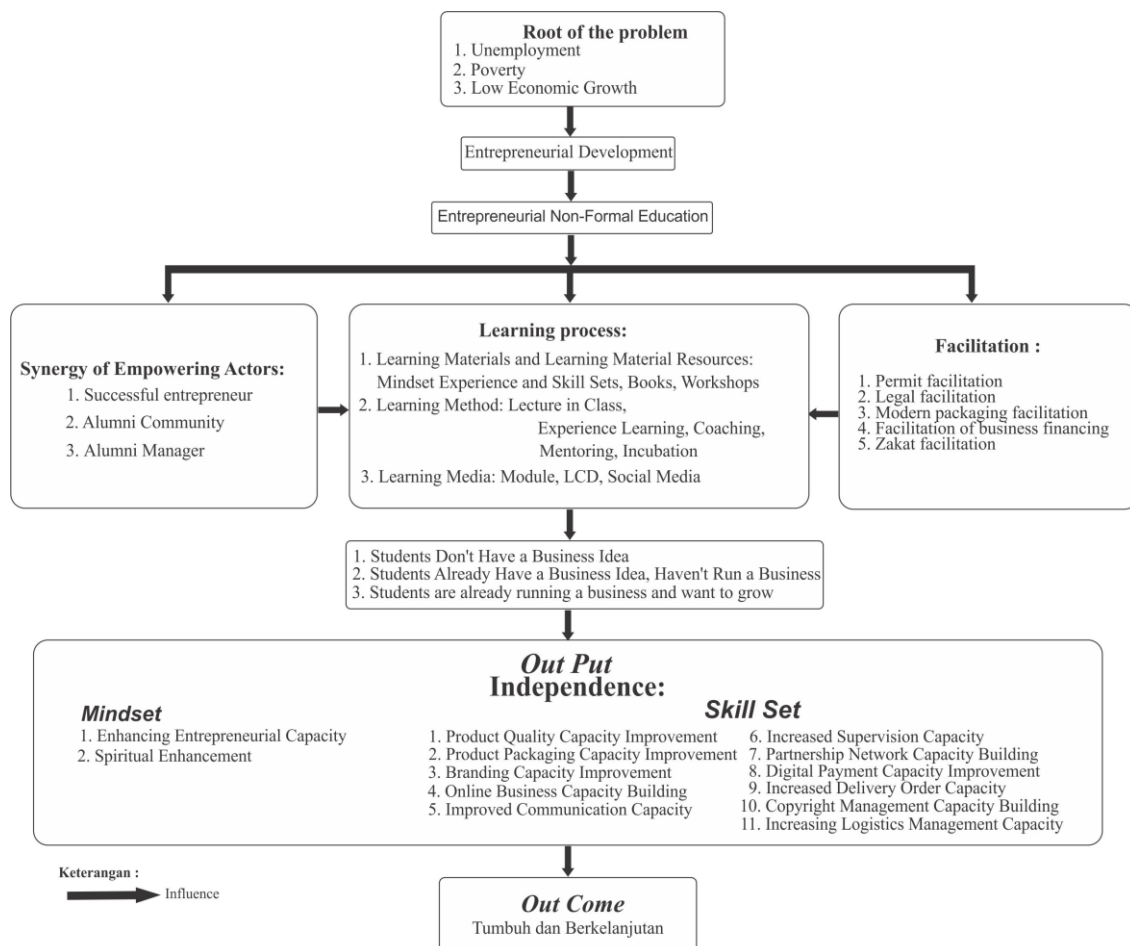 Root of the problem
1. Unemployment
2. Poverty
3. Low Economic Growth
Entrepreneurial Development
Entrepreneurial Non-Formal Education
Synergy of Empowering Actors:
1. Successful entrepreneur
2. Alumni Community
3. Alumni Manager
Learning process:
1. Learning Materials and Learning Material Resources:
Mindset Experience and Skill Sets, Books, Workshops
2. Learning Method: Lecture in Class,
Experience Learning, Coaching,
Mentoring, Incubation
3. Learning Media: Module, LCD, Social Media
Facilitation :
1. Permit facilitation
2. Legal facilitation
3. Modern packaging facilitation
4. Facilitation of business financing
5. Zakat facilitation
1. Students Don't Have a Business Idea
2. Students Already Have a Business Idea, Haven't Run a Business
3. Students are already running a business and want to grow
Out Put
Independence:
Mindset
1. Enhancing Entrepreneurial Capacity
2. Spiritual Enhancement
Skill Set
1. Product Quality Capacity Improvement
2. Product Packaging Capacity Improvement
3. Branding Capacity Improvement
4. Online Business Capacity Building
5. Improved Communication Capacity
6. Increased Supervision Capacity
7. Partnership Network Capacity Building
8. Digital Payment Capacity Improvement
9. Increased Delivery Order Capacity
10. Copyright Management Capacity Building
11. Increasing Logistics Management Capacity
Keterangan :
Influence
Out Come
Tumbuh dan Berkelanjutan